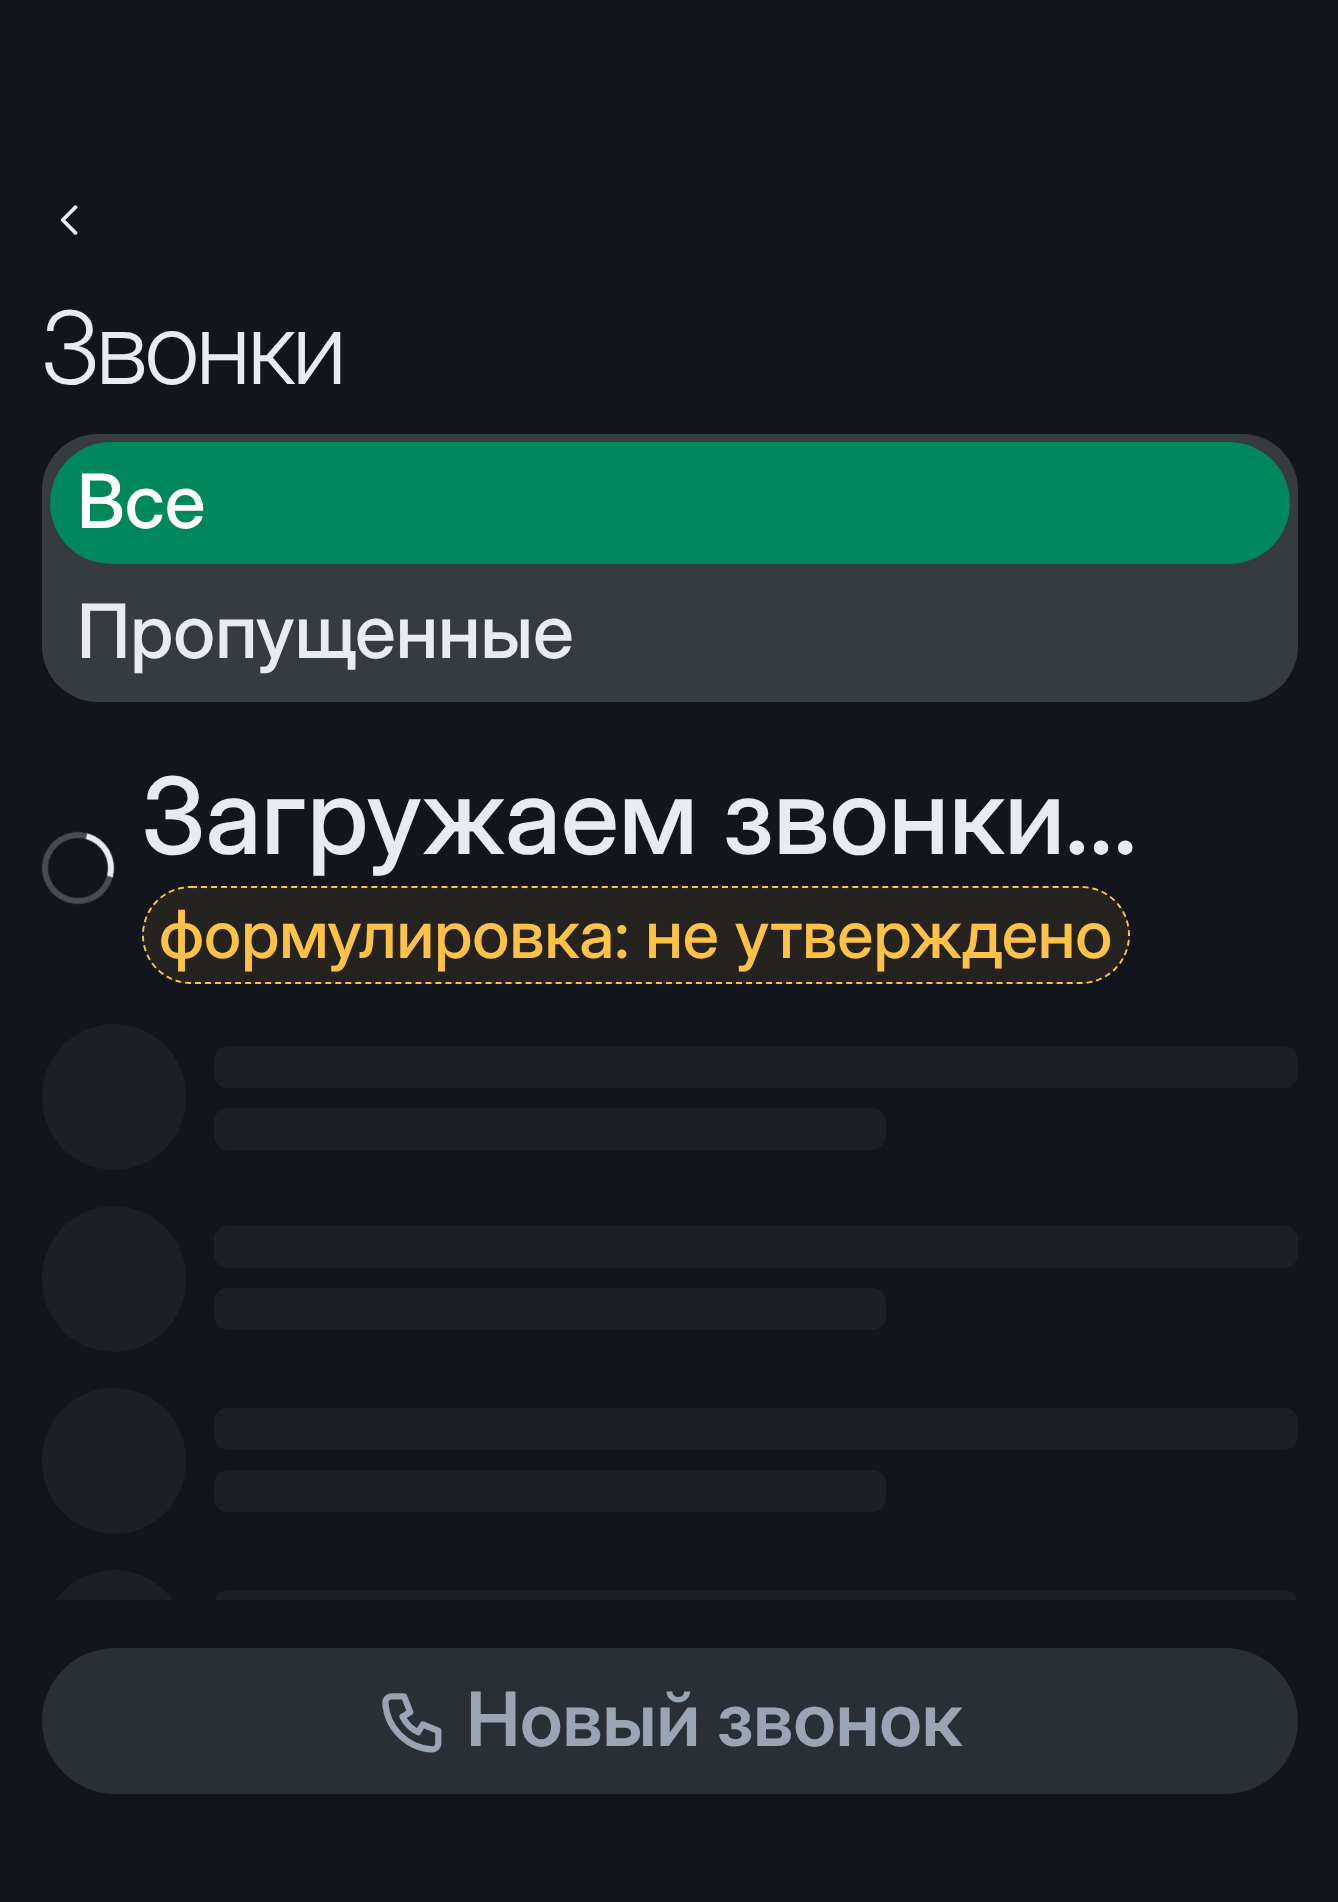 Звонки
Все
Пропущенные
Загружаем звонки...
формулировка: не утверждено
Новый звонок